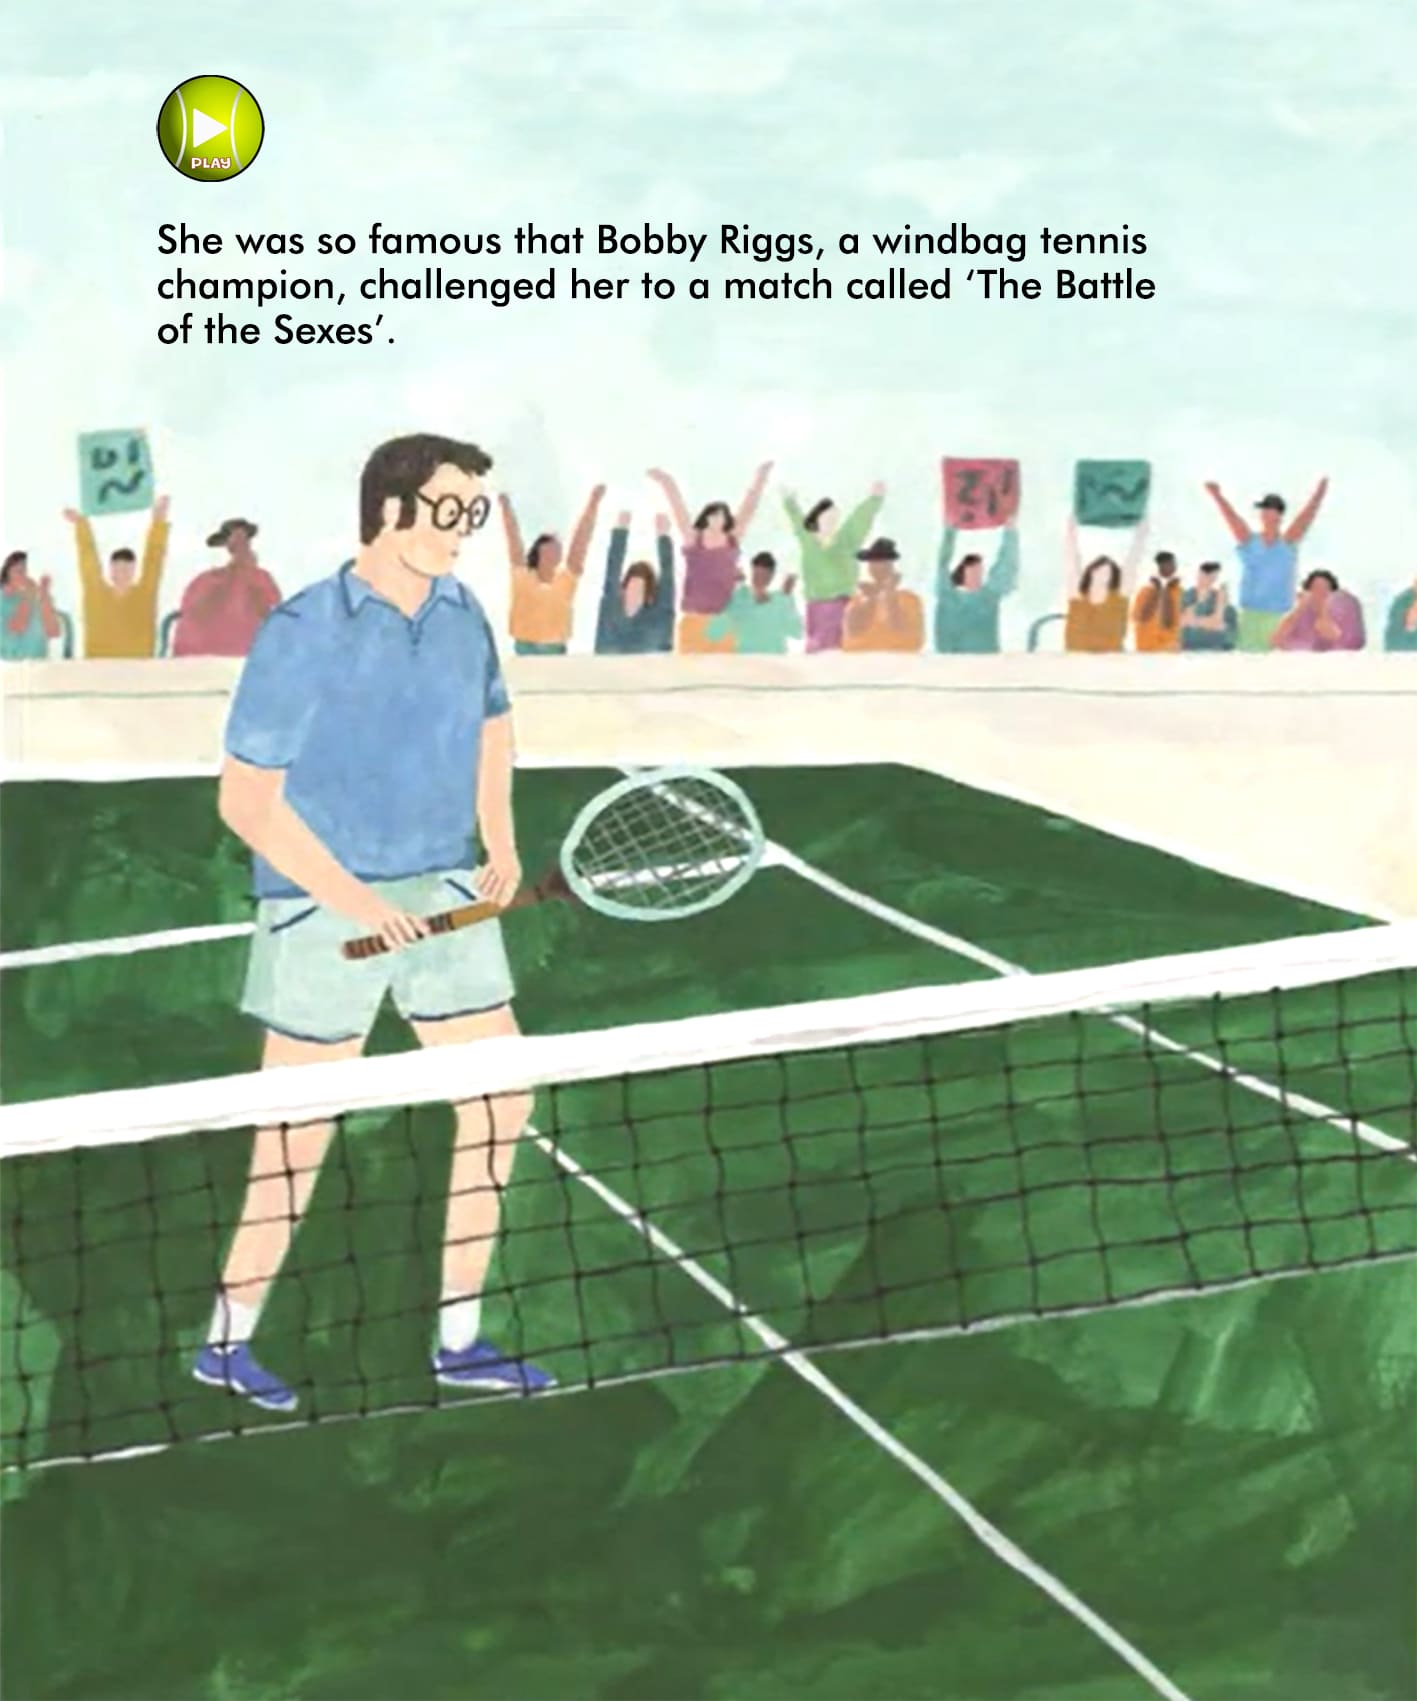 PLAY
She was so famous that Bobby Riggs, a windbag tennis
champion, challenged her to a match called ‘The Battle
of the Sexes’.